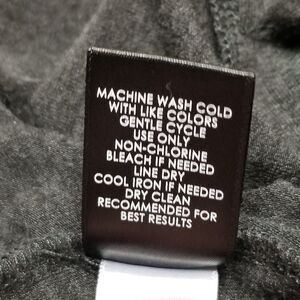 MACHINE WASH COLD
WITH LIKE COLORS
GENTLE CYCLE
USE ONLY
NON-CHLORINE
BLEACH IF NEEDED
LINE DRY
COOL IRON IF NEEDED
DRY CLEAN
RECOMMENDED FOR
BEST RESULTS